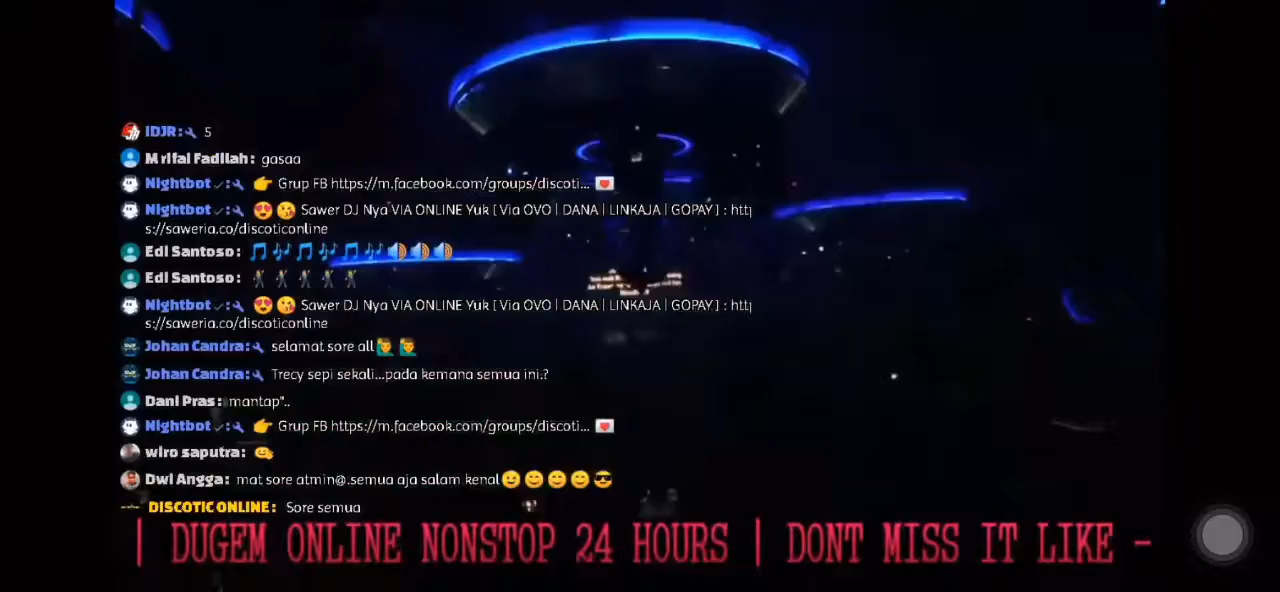 IDJR: 5
M rifai Fadilah: gasaa
Nightbot ✓: 👉 Grup FB https://m.facebook.com/groups/discoti... 💌
Nightbot ✓: 😍 😘 Sawer DJ Nya VIA ONLINE Yuk [ Via OVO | DANA | LINKAJA | GOPAY ] : http
s://saweria.co/discoticonline
Edi Santoso: 🎵 🎶 🎵 🎶 🎵 🎶 🔊 🔊 🔊
Edi Santoso: 🕺 🕺 🕺 🕺 🕺
Nightbot ✓: 😍 😘 Sawer DJ Nya VIA ONLINE Yuk [ Via OVO | DANA | LINKAJA | GOPAY ] : http
s://saweria.co/discoticonline
Johan Candra: selamat sore all 🙋‍♂️ 🙋‍♂️
Johan Candra: Trecy sepi sekali...pada kemana semua ini.?
Dani Pras: mantap"..
Nightbot ✓: 👉 Grup FB https://m.facebook.com/groups/discoti... 💌
wiro saputra:
Dwi Angga: mat sore atmin@.semua aja salam kenal 😉 😊 😊 😊 😎
DISCOTIC ONLINE: Sore semua
| DUGEM ONLINE NONSTOP 24 HOURS | DONT MISS IT LIKE -